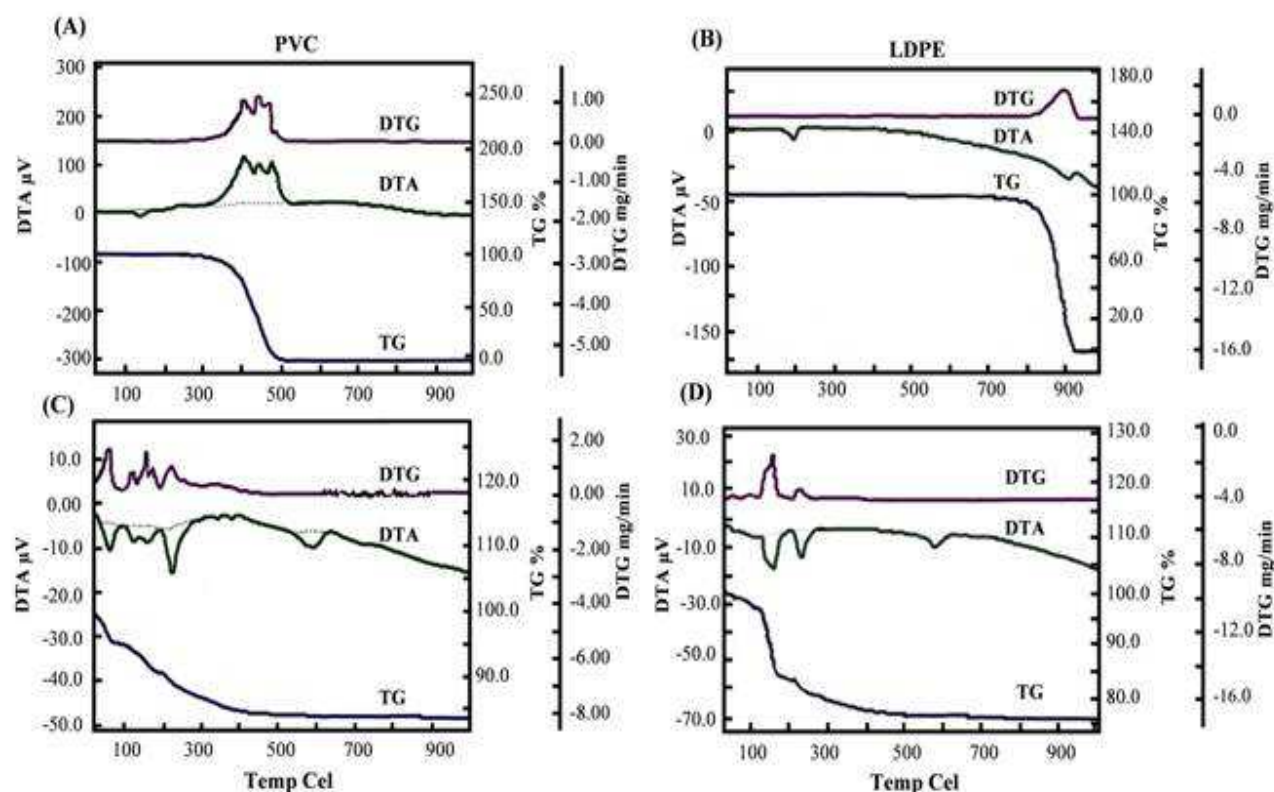 (A)
PVC
300
200
100
0
-100
-200
-300
DTA µV
DTG
DTA
TG
250.0
200.0
150.0
100.0
50.0
0.0
TG %
1.00
0.00
-1.00
-2.00
-3.00
-4.00
-5.00
DTG mg/min
100 300 500 700 900
(B)
LDPE
0
-50
-100
-150
DTA µV
DTG
DTA
TG
180.0
140.0
100.0
60.0
20.0
TG %
0.0
-4.0
-8.0
-12.0
-16.0
DTG mg/min
100 300 500 700 900
(C)
10.0
0.00
-10.0
-20.0
-30.0
-40.0
-50.0
DTA µV
DTG
DTA
TG
120.0
110.0
100.0
90.0
TG %
2.00
0.00
-2.00
-4.00
-6.00
-8.00
DTG mg/min
100 300 500 700 900
Temp Cel
(D)
30.0
10.0
-10.0
-30.0
-50.0
-70.0
DTA µV
DTG
DTA
TG
130.0
120.0
110.0
100.0
90.0
80.0
TG %
0.0
-4.0
-8.0
-12.0
-16.0
DTG mg/min
100 300 500 700 900
Temp Cel